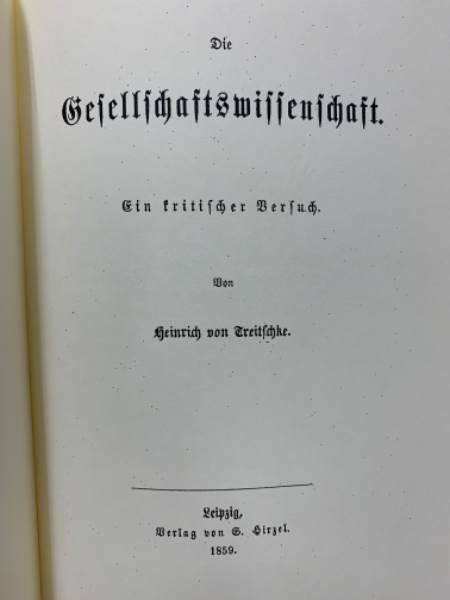 Die
Gesellschaftswissenschaft.
Ein kritischer Versuch.
Von
Heinrich von Treitschke.
Leipzig,
Verlag von S. Hirzel.
1859.